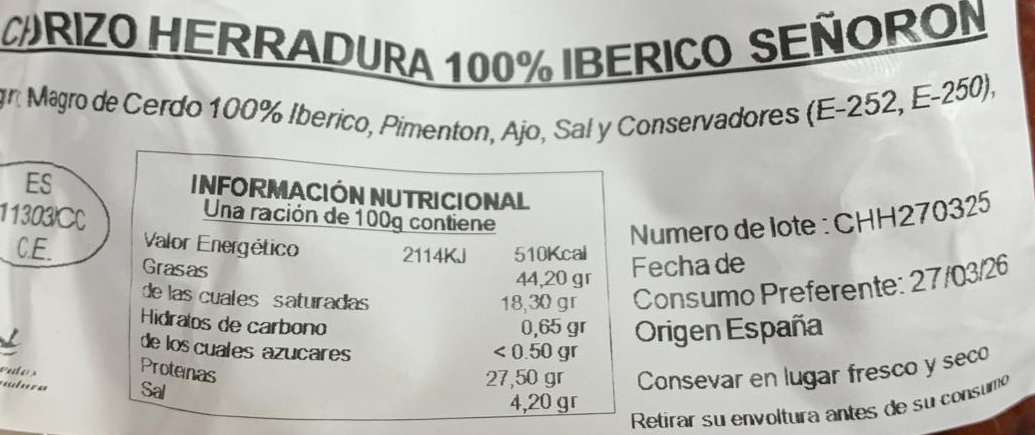 CHORIZO HERRADURA 100% IBERICO SEÑORON
Magro de Cerdo 100% Iberico, Pimenton, Ajo, Sal y Conservadores (E-252, E-250),
ES
11303/CC
C.E.
INFORMACIÓN NUTRICIONAL
Una ración de 100g contiene
Valor Energético 2114KJ 510Kcal
Grasas 44,20 gr
de las cuales saturadas 18,30 gr
Hidratos de carbono 0,65 gr
de los cuales azucares < 0.50 gr
Proteinas 27,50 gr
Sal 4,20 gr
Numero de lote : CHH270325
Fecha de
Consumo Preferente: 27/03/26
Origen España
Consevar en lugar fresco y seco
Retirar su envoltura antes de su consumo